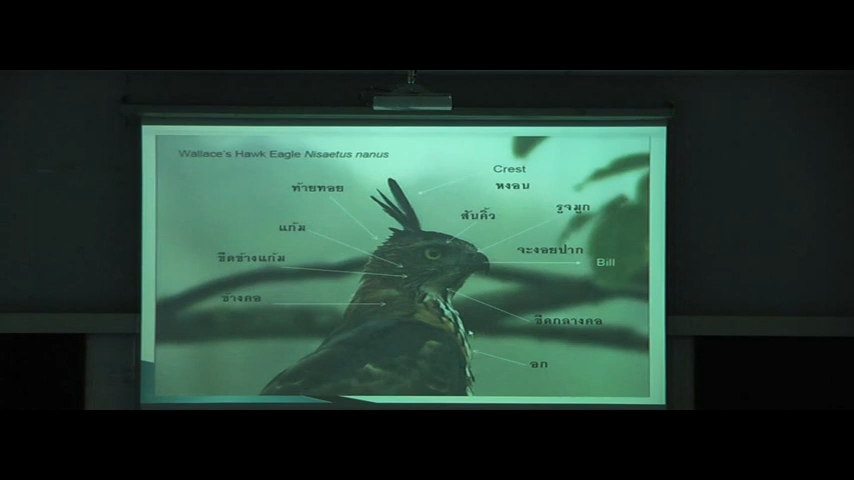 Wallace's Hawk Eagle Nisaetus nanus
Crest
หงอน
ท้ายทอย
สันคิ้ว
รูจมูก
แก้ม
จะงอยปาก
ขีดข้างแก้ม
Bill
ข้างคอ
ขีดกลางคอ
อก